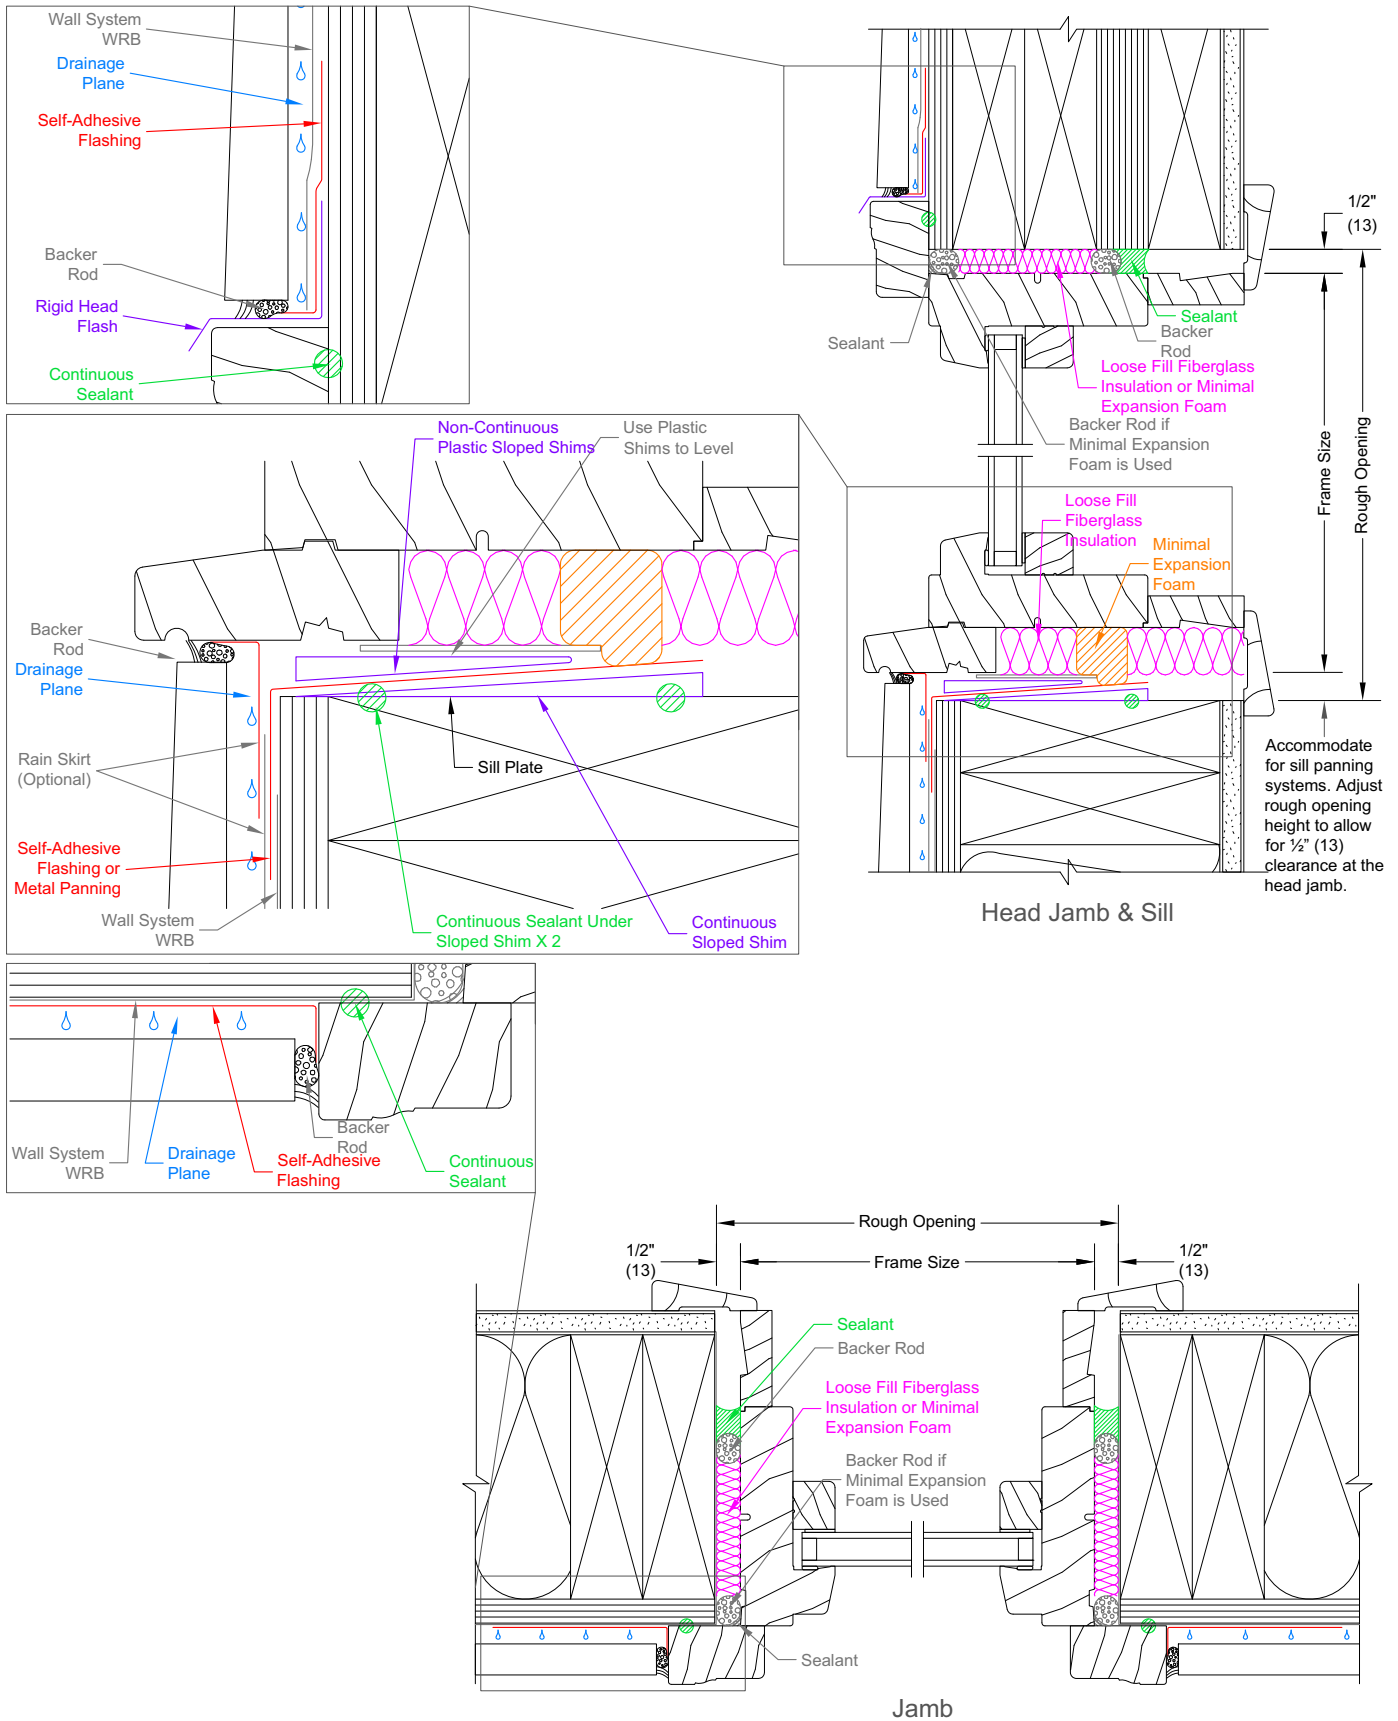 Wall System
WRB
Drainage
Plane
Self-Adhesive
Flashing
Backer
Rod
Rigid Head
Flash
Continuous
Sealant
1/2"
(13)
Sealant
Sealant
Backer
Rod
Loose Fill Fiberglass
Insulation or Minimal
Expansion Foam
Backer Rod if
Minimal Expansion
Foam is Used
Frame Size
Rough Opening
Loose Fill
Fiberglass
Insulation
Minimal
Expansion
Foam
Accommodate
for sill panning
systems. Adjust
rough opening
height to allow
for ½" (13)
clearance at the
head jamb.
Head Jamb & Sill
Non-Continuous
Plastic Sloped Shims
Use Plastic
Shims to Level
Backer
Rod
Drainage
Plane
Rain Skirt
(Optional)
Sill Plate
Self-Adhesive
Flashing or
Metal Panning
Wall System
WRB
Continuous Sealant Under
Sloped Shim X 2
Continuous
Sloped Shim
Wall System
WRB
Drainage
Plane
Self-Adhesive
Flashing
Backer
Rod
Continuous
Sealant
Rough Opening
1/2"
(13)
Frame Size
1/2"
(13)
Sealant
Backer Rod
Loose Fill Fiberglass
Insulation or Minimal
Expansion Foam
Backer Rod if
Minimal Expansion
Foam is Used
Sealant
Jamb